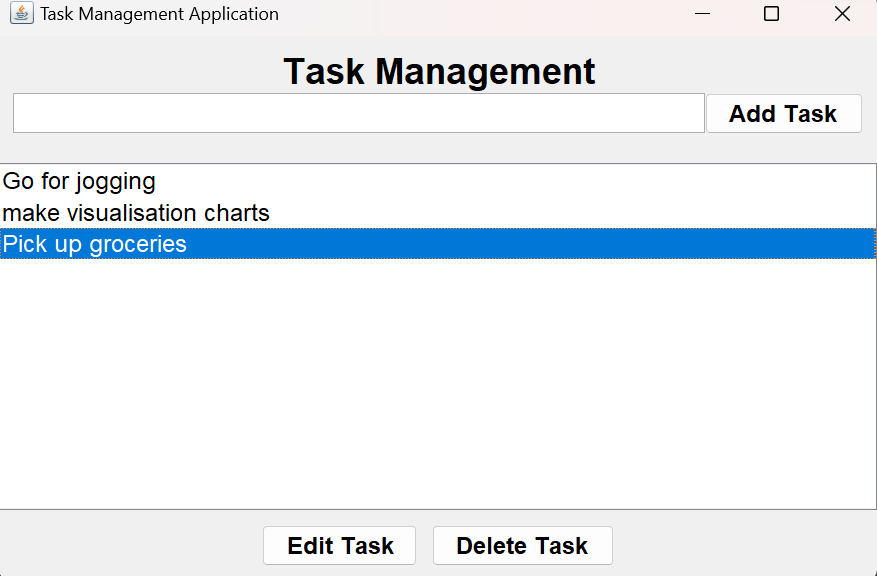 Task Management Application
Task Management
Add Task
Go for jogging
make visualisation charts
Pick up groceries
Edit Task Delete Task